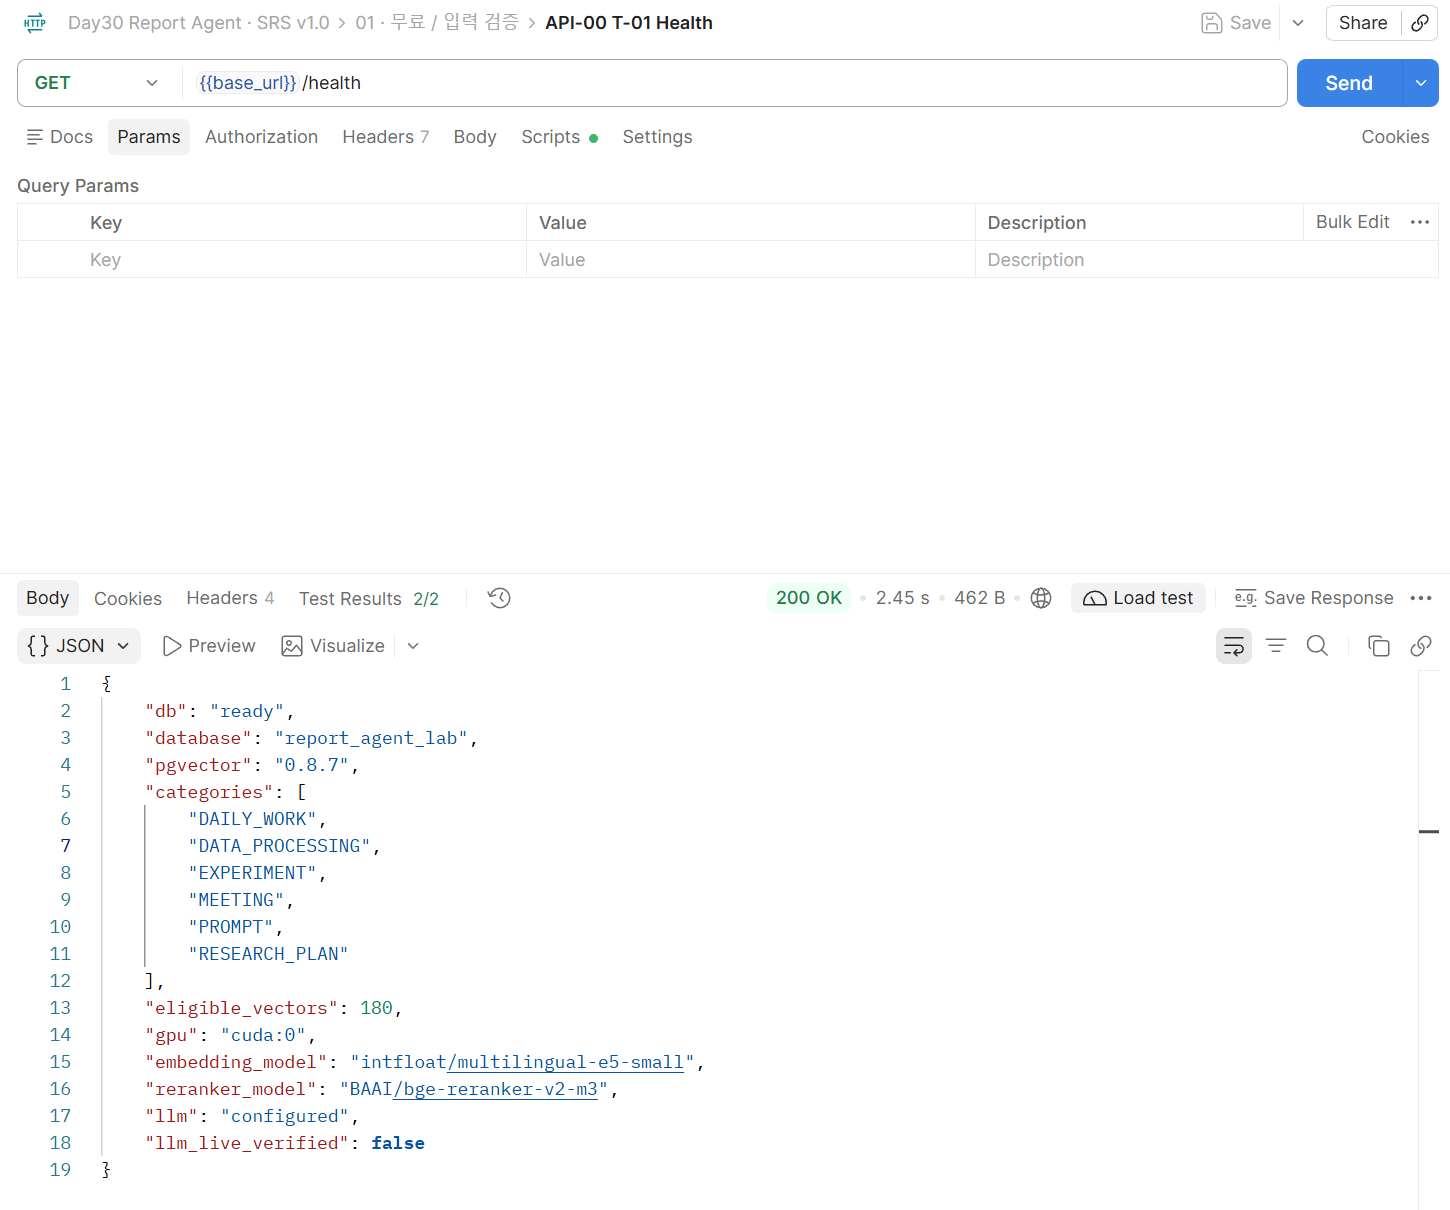 HTTP Day30 Report Agent · SRS v1.0 > 01 · 무료 / 입력 검증 > API-00 T-01 Health Save Share
GET {{base_url}} /health Send
Docs Params Authorization Headers 7 Body Scripts Settings Cookies
Query Params
Key Value Description Bulk Edit
Key Value Description
Body Cookies Headers 4 Test Results 2/2 200 OK 2.45 s 462 B Load test e.g. Save Response
{} JSON Preview Visualize
1 {
2 "db": "ready",
3 "database": "report_agent_lab",
4 "pgvector": "0.8.7",
5 "categories": [
6 "DAILY_WORK",
7 "DATA_PROCESSING",
8 "EXPERIMENT",
9 "MEETING",
10 "PROMPT",
11 "RESEARCH_PLAN"
12 ],
13 "eligible_vectors": 180,
14 "gpu": "cuda:0",
15 "embedding_model": "intfloat/multilingual-e5-small",
16 "reranker_model": "BAAI/bge-reranker-v2-m3",
17 "llm": "configured",
18 "llm_live_verified": false
19 }